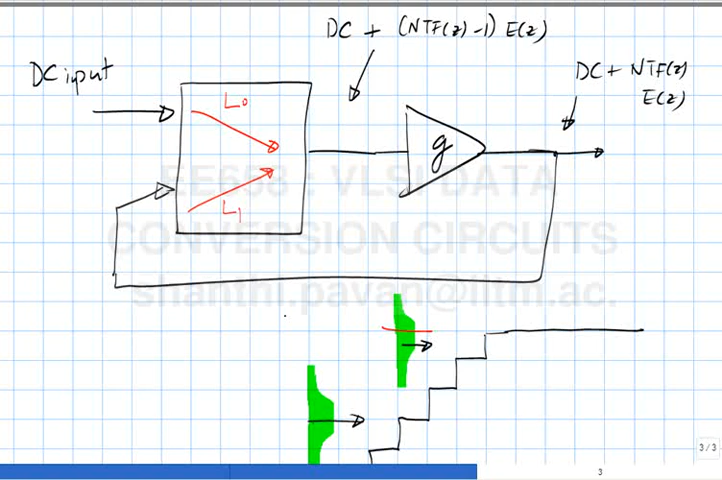 DC + (NTF(z) - 1) E(z)
DC input
DC + NTF(z)
E(z)
L0
g
L1
EE658 : VLSI DATA
CONVERSION CIRCUITS
shanthi.pavan@iitm.ac.
3/3
3